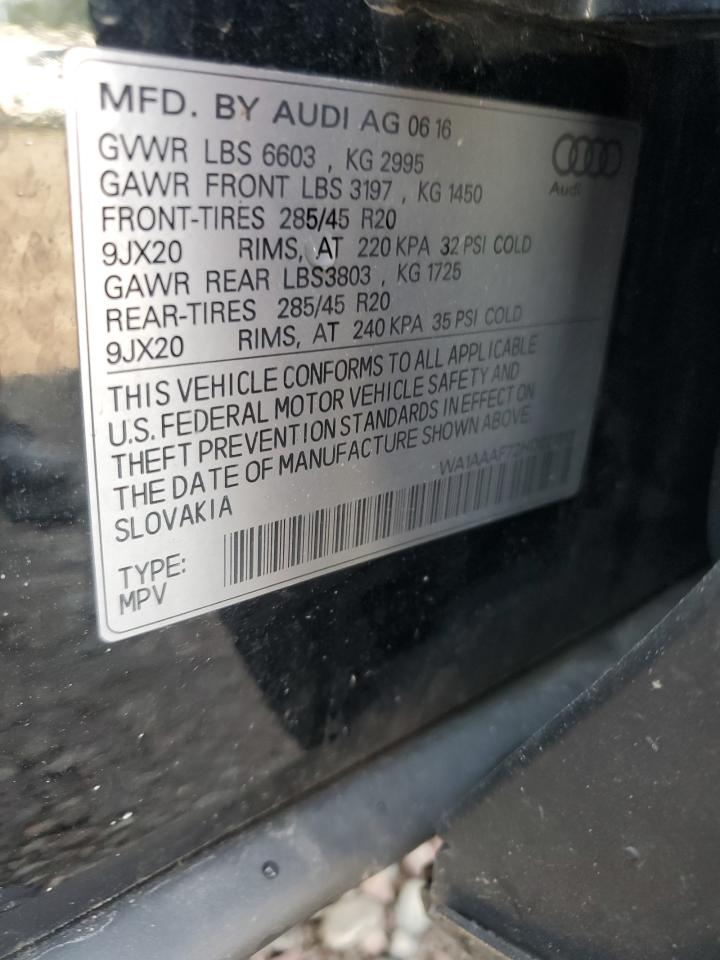 MFD. BY AUDI AG 06 16
Audi
GVWR LBS 6603 , KG 2995
GAWR FRONT LBS 3197 , KG 1450
FRONT-TIRES 285/45 R20
9JX20 RIMS, AT 220 KPA 32 PSI COLD
GAWR REAR LBS3803 , KG 1725
REAR-TIRES 285/45 R20
9JX20 RIMS, AT 240 KPA 35 PSI COLD
THIS VEHICLE CONFORMS TO ALL APPLICABLE
U.S. FEDERAL MOTOR VEHICLE SAFETY AND
THEFT PREVENTION STANDARDS IN EFFECT ON
THE DATE OF MANUFACTURE SHOWN ABOVE.
SLOVAKIA
TYPE:
MPV